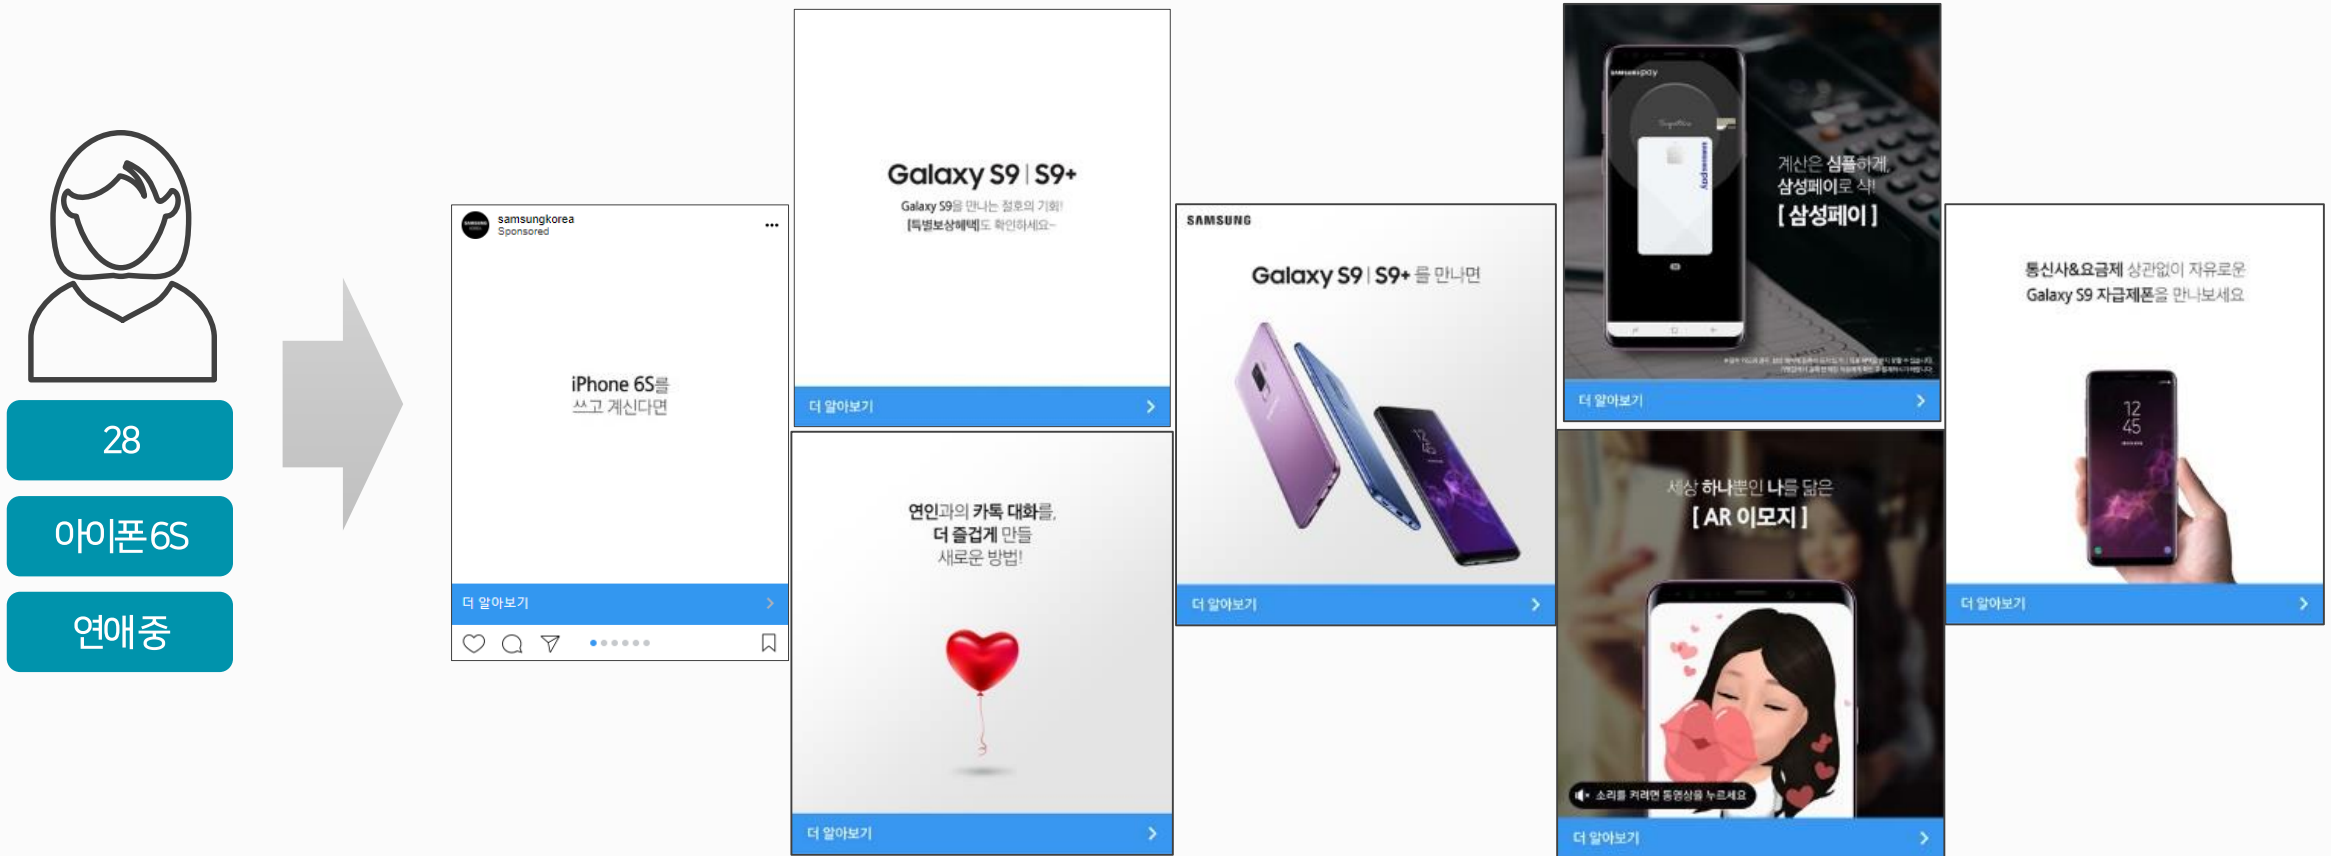 28
아이폰 6S
연애 중
samsungkorea
Sponsored
iPhone 6S를
쓰고 계신다면
더 알아보기
Galaxy S9 | S9+
Galaxy S9을 만나는 절호의 기회!
[특별보상혜택]도 확인하세요~
더 알아보기
연인과의 카톡 대화를,
더 즐겁게 만들
새로운 방법!
더 알아보기
SAMSUNG
Galaxy S9 | S9+ 를 만나면
더 알아보기
SAMSUNG pay
계산은 심플하게,
삼성페이로 샥!
[ 삼성페이 ]
더 알아보기
세상 하나뿐인 나를 닮은
[ AR 이모지 ]
소리를 켜려면 동영상을 누르세요
더 알아보기
통신사&요금제 상관없이 자유로운
Galaxy S9 자급제폰을 만나보세요
12
45
더 알아보기